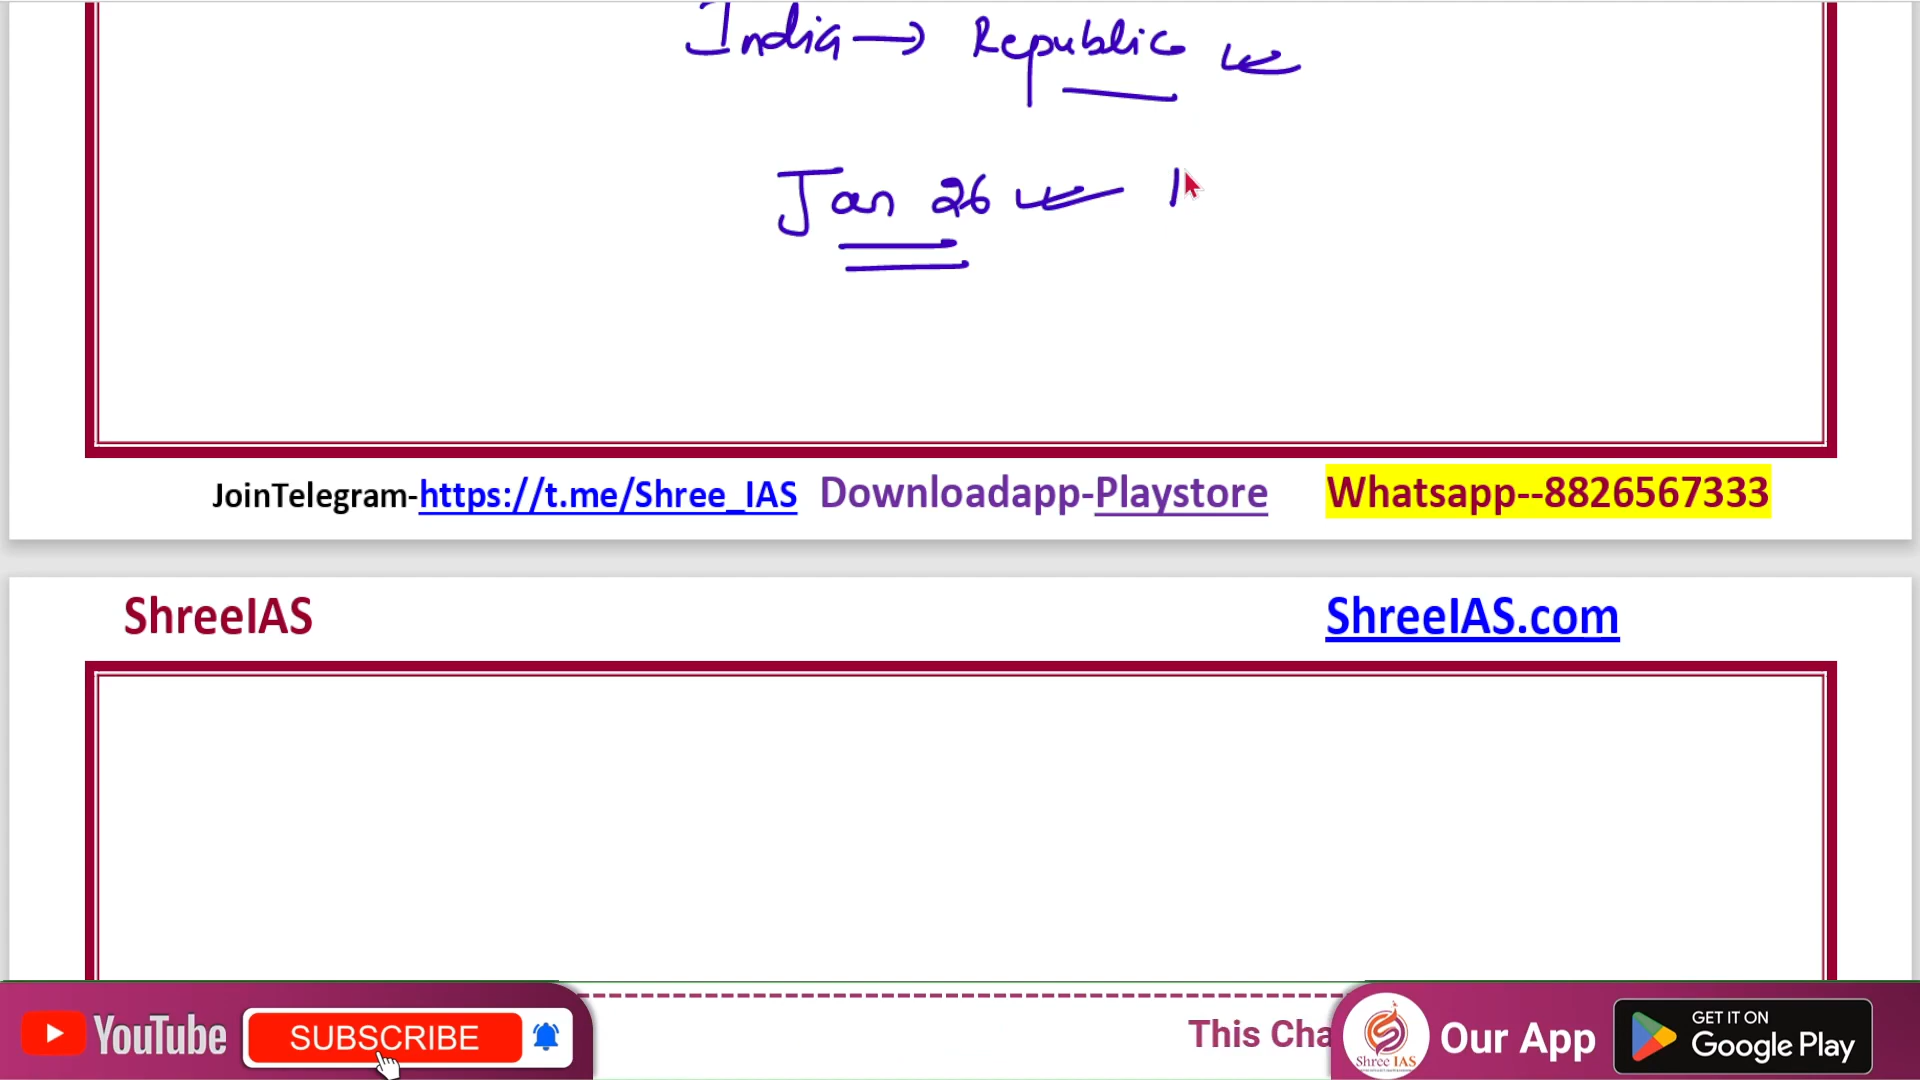 India → Republic
Jan 26 1
JoinTelegram-https://t.me/Shree_IAS Downloadapp-Playstore Whatsapp--8826567333
ShreeIAS ShreeIAS.com
YouTube SUBSCRIBE This Cha Shree IAS Our App GET IT ON Google Play